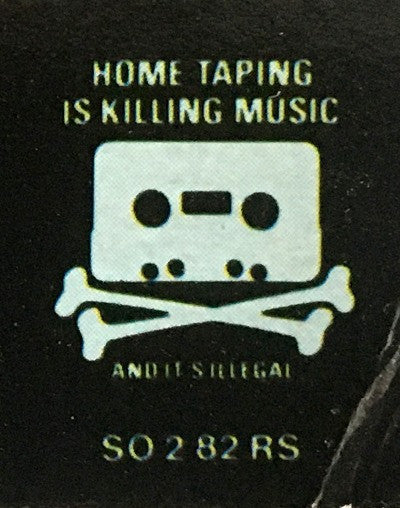 HOME TAPING
IS KILLING MUSIC
AND IT'S ILLEGAL
SO 2 82 RS